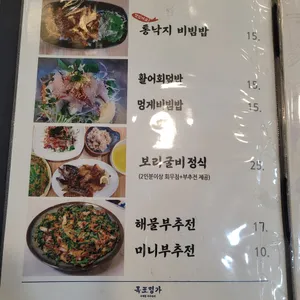 통낙지 비빔밥 15.
활어회덮밥 15.
멍게비빔밥 15.
보리굴비정식 25.
(2인분이상 회무침+부추전 제공)
해물부추전 17.
미니부추전 10.
목포명가